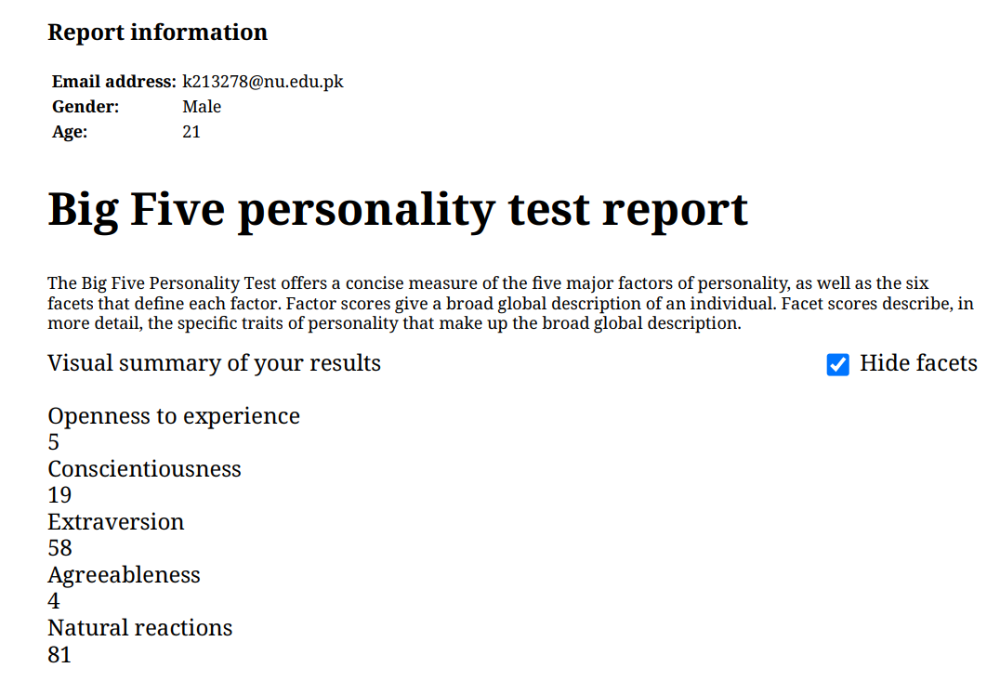 Report information
Email address: k213278@nu.edu.pk
Gender: Male
Age: 21
Big Five personality test report
The Big Five Personality Test offers a concise measure of the five major factors of personality, as well as the six
facets that define each factor. Factor scores give a broad global description of an individual. Facet scores describe, in
more detail, the specific traits of personality that make up the broad global description.
Visual summary of your results Hide facets
Openness to experience
5
Conscientiousness
19
Extraversion
58
Agreeableness
4
Natural reactions
81